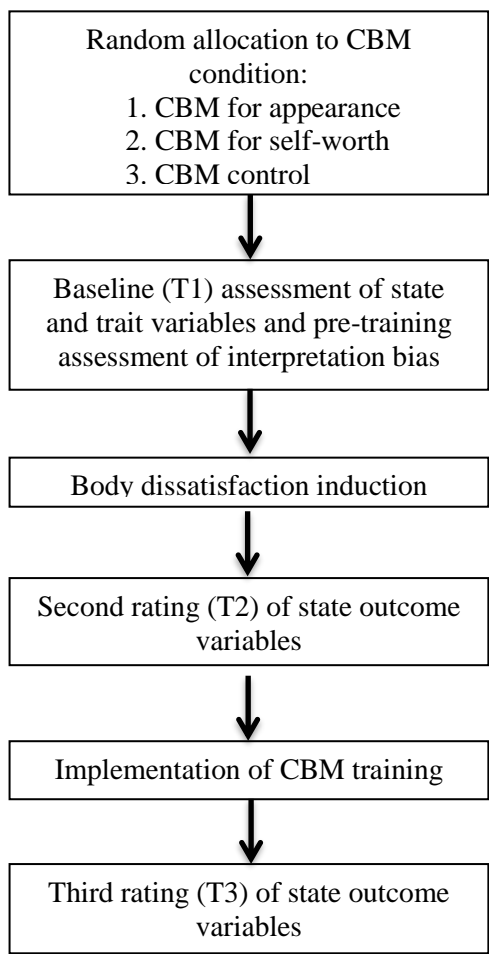 Random allocation to CBM
condition:
1. CBM for appearance
2. CBM for self-worth
3. CBM control
Baseline (T1) assessment of state
and trait variables and pre-training
assessment of interpretation bias
Body dissatisfaction induction
Second rating (T2) of state outcome
variables
Implementation of CBM training
Third rating (T3) of state outcome
variables